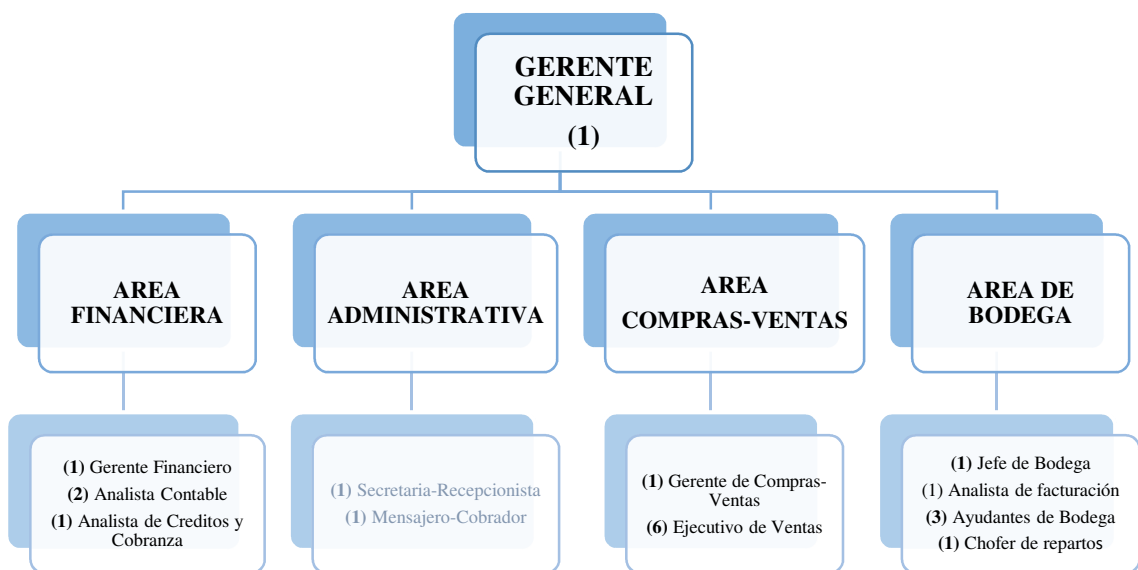 GERENTE
GENERAL
(1)
AREA
FINANCIERA
AREA
ADMINISTRATIVA
AREA
COMPRAS-VENTAS
AREA DE
BODEGA
(1) Gerente Financiero
(2) Analista Contable
(1) Analista de Creditos y
Cobranza
(1) Secretaria-Recepcionista
(1) Mensajero-Cobrador
(1) Gerente de Compras-
Ventas
(6) Ejecutivo de Ventas
(1) Jefe de Bodega
(1) Analista de facturación
(3) Ayudantes de Bodega
(1) Chofer de repartos